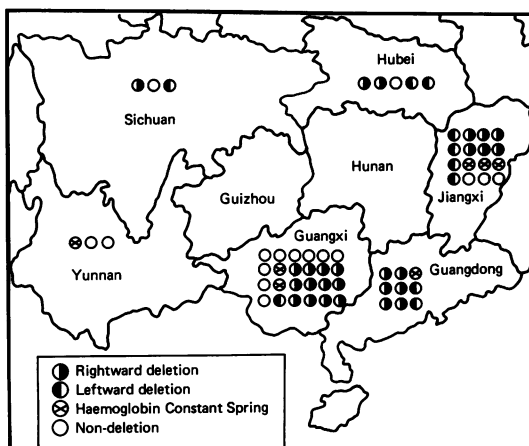 Hubei
Sichuan
Hunan
Guizhou
Jiangxi
Guangxi
Yunnan
Guangdong
Rightward deletion
Leftward deletion
Haemoglobin Constant Spring
Non-deletion